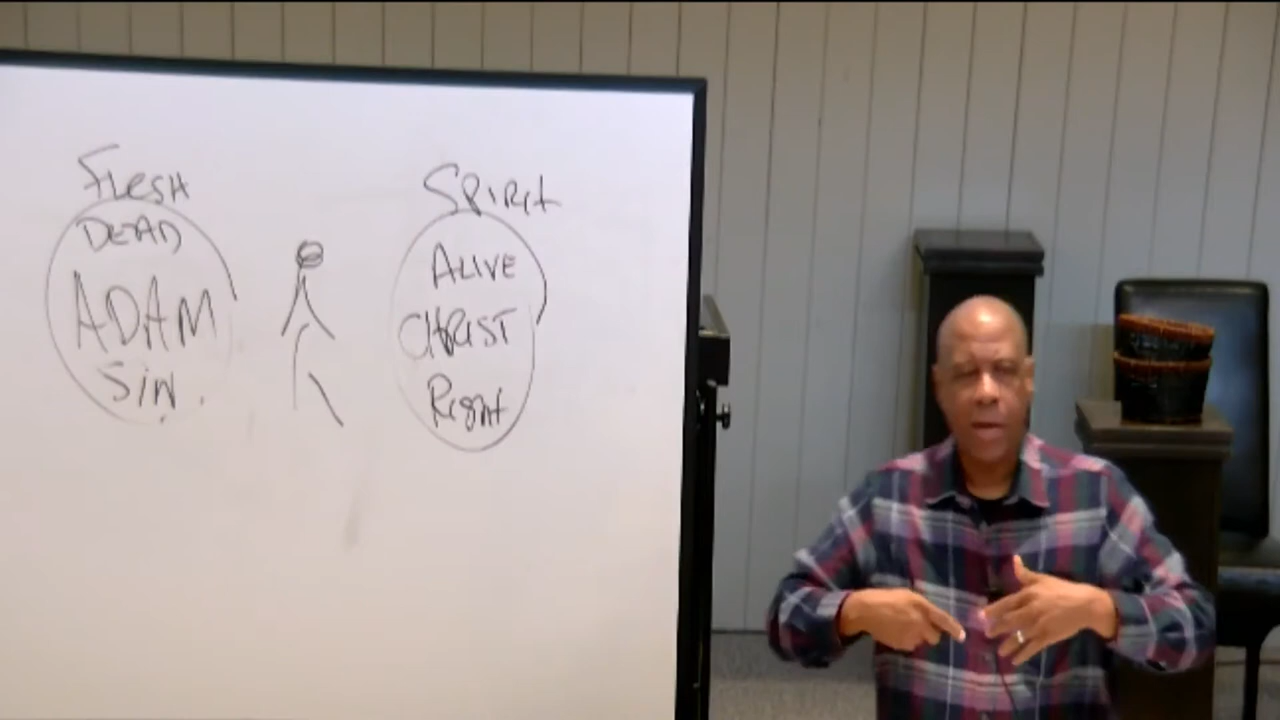 FLESH
DEAD
ADAM
SIN.
SPIRIT
ALIVE
CHRIST
Right